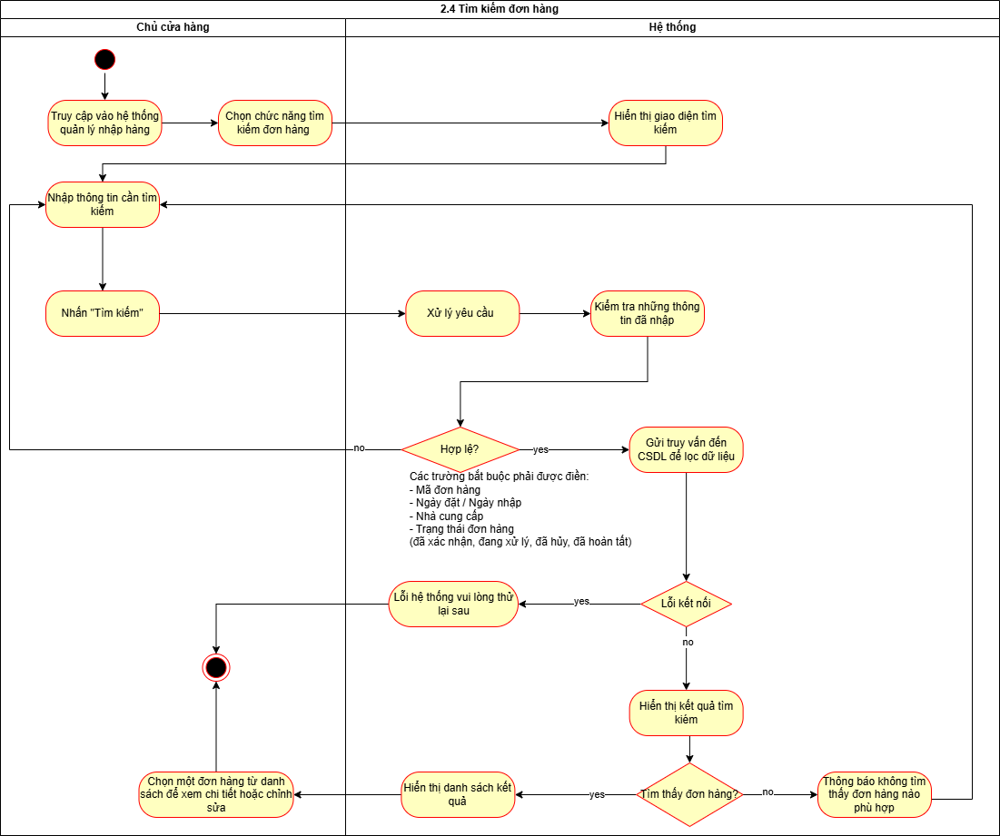 2.4 Tìm kiếm đơn hàng
Chủ cửa hàng
Hệ thống
Truy cập vào hệ thống
quản lý nhập hàng
Chọn chức năng tìm
kiếm đơn hàng
Hiển thị giao diện tìm
kiếm
Nhập thông tin cần tìm
kiếm
Nhấn "Tìm kiếm"
Xử lý yêu cầu
Kiểm tra những thông
tin đã nhập
no
Hợp lệ?
yes
Gửi truy vấn đến
CSDL để lọc dữ liệu
Các trường bắt buộc phải được điền:
- Mã đơn hàng
- Ngày đặt / Ngày nhập
- Nhà cung cấp
- Trạng thái đơn hàng
(đã xác nhận, đang xử lý, đã hủy, đã hoàn tất)
Lỗi hệ thống vui lòng thử
lại sau
yes
Lỗi kết nối
no
Hiển thị kết quả tìm
kiếm
Chọn một đơn hàng từ danh
sách để xem chi tiết hoặc chỉnh
sửa
Hiển thị danh sách kết
quả
yes
Tìm thấy đơn hàng?
no
Thông báo không tìm
thấy đơn hàng nào
phù hợp